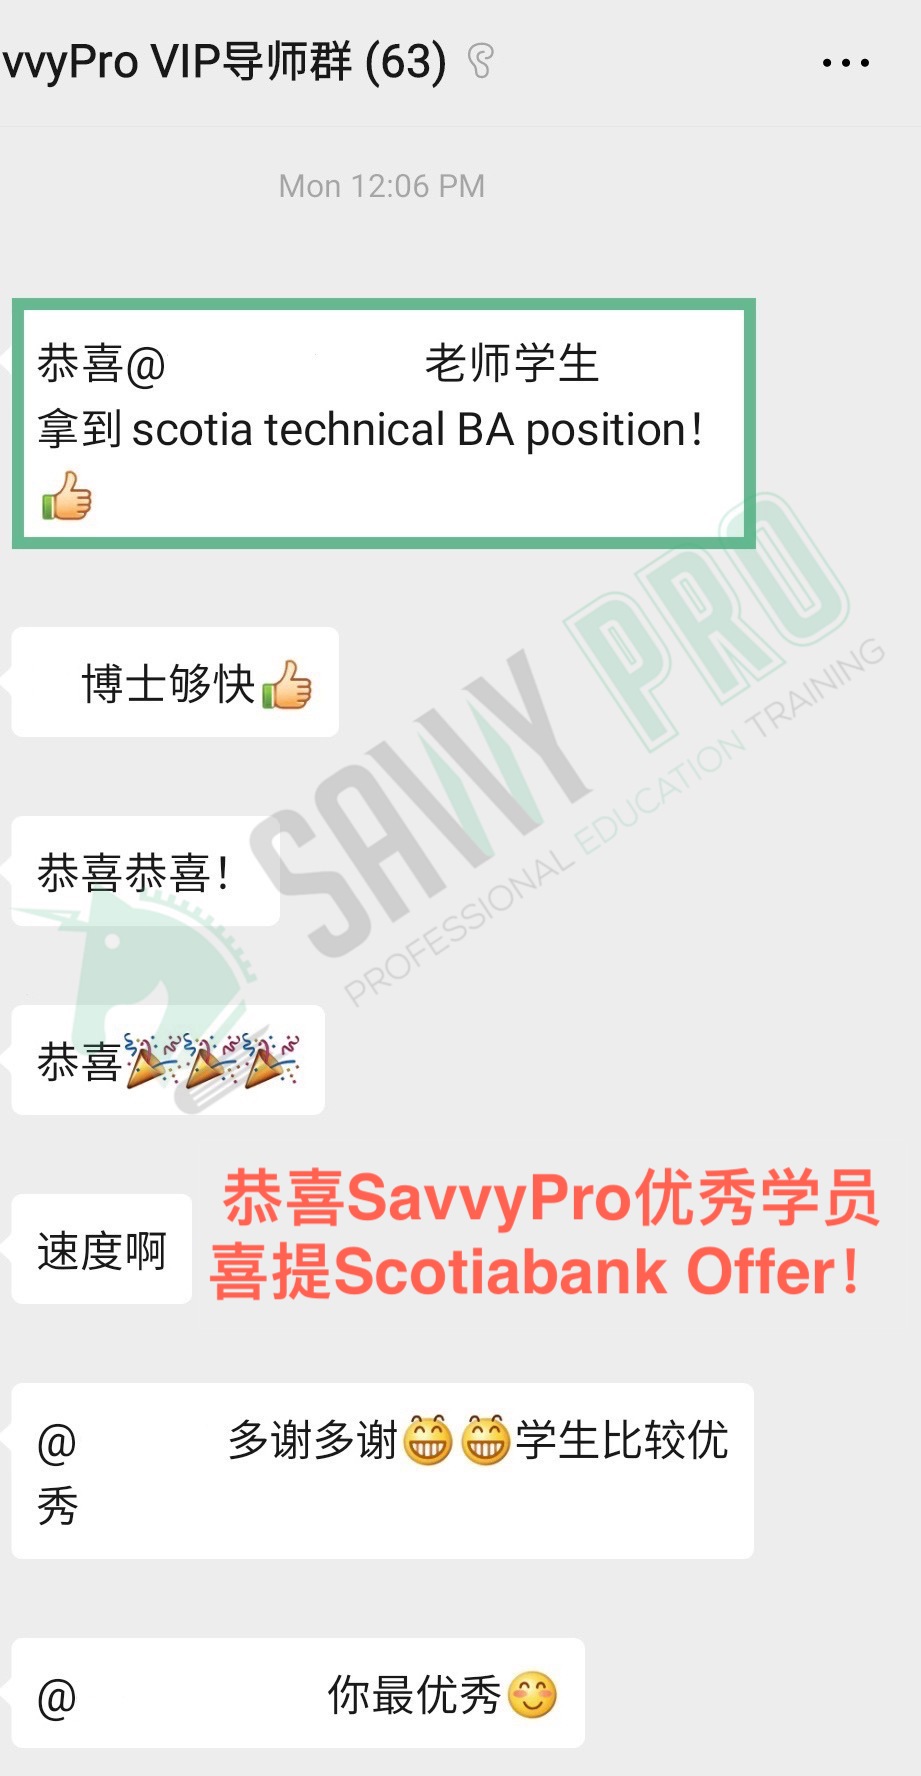 vvyPro VIP导师群 (63)
Mon 12:06 PM
恭喜@ 老师学生
拿到 scotia technical BA position！
博士够快
恭喜恭喜！
恭喜
速度啊
恭喜SavvyPro优秀学员
喜提Scotiabank Offer！
@ 多谢多谢学生比较优
秀
@ 你最优秀
SAVVY PRO
PROFESSIONAL EDUCATION TRAINING